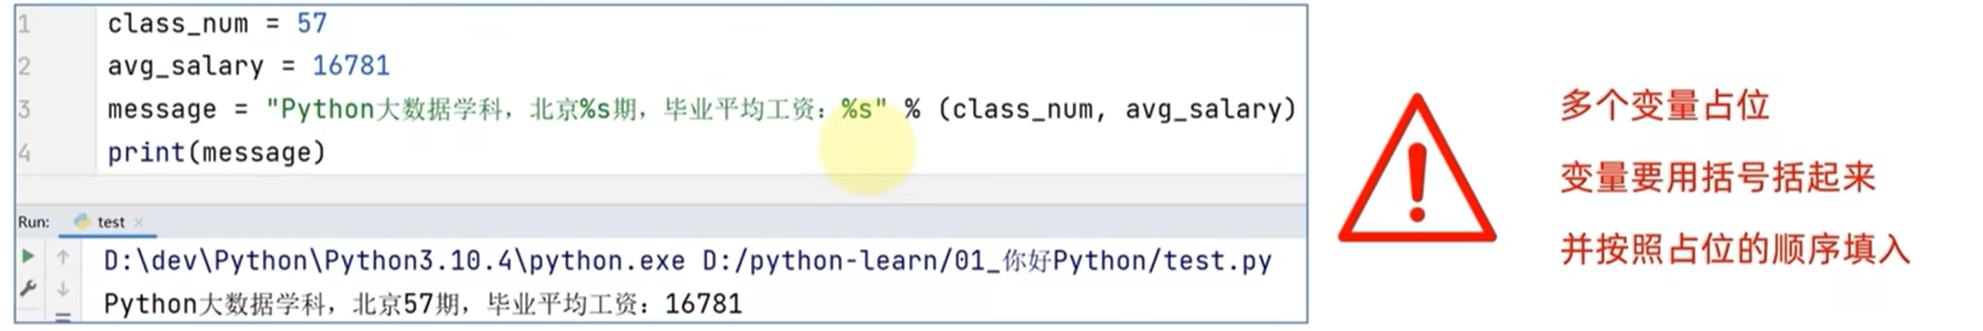 1 class_num = 57
2 avg_salary = 16781
3 message = "Python大数据学科，北京%s期，毕业平均工资：%s" % (class_num, avg_salary)
4 print(message)
Run: test ×
D:\dev\Python\Python3.10.4\python.exe D:/python-learn/01_你好Python/test.py
Python大数据学科，北京57期，毕业平均工资：16781
多个变量占位
变量要用括号括起来
并按照占位的顺序填入